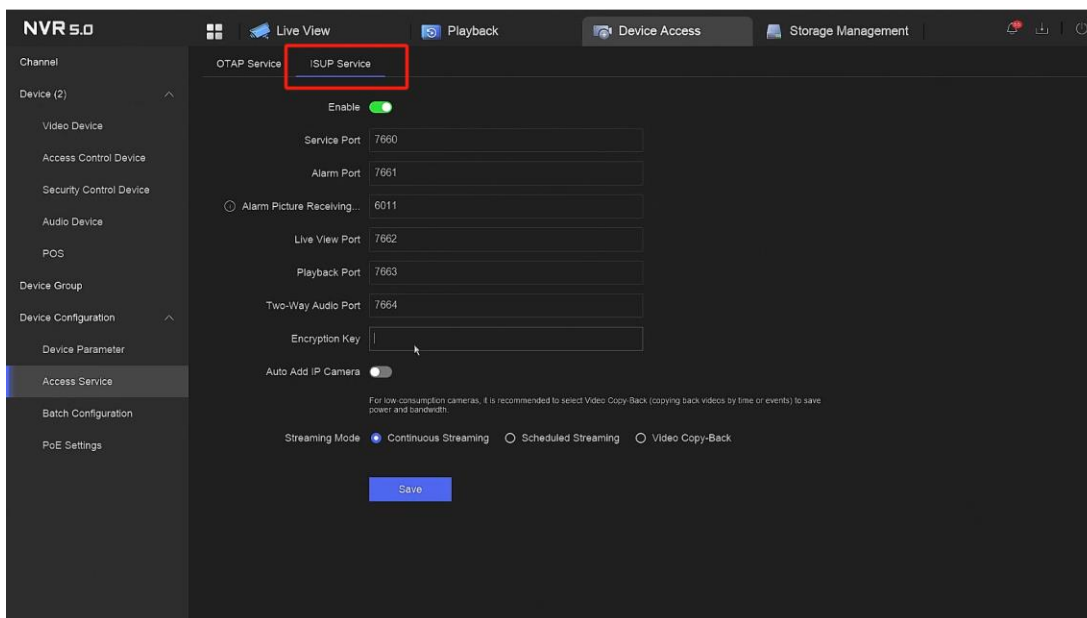 NVR 5.0
Live View
Playback
Device Access
Storage Management
Channel
Device (2)
Video Device
Access Control Device
Security Control Device
Audio Device
POS
Device Group
Device Configuration
Device Parameter
Access Service
Batch Configuration
PoE Settings
OTAP Service
ISUP Service
Enable
Service Port 7660
Alarm Port 7661
Alarm Picture Receiving... 6011
Live View Port 7662
Playback Port 7663
Two-Way Audio Port 7664
Encryption Key
Auto Add IP Camera
For low-consumption cameras, it is recommended to select Video Copy-Back (copying back videos by time or events) to save
power and bandwidth.
Streaming Mode Continuous Streaming Scheduled Streaming Video Copy-Back
Save